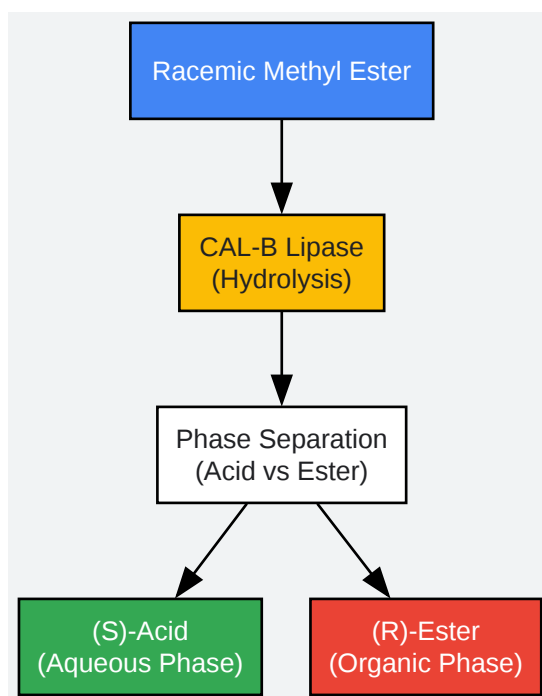 Racemic Methyl Ester
CAL-B Lipase
(Hydrolysis)
Phase Separation
(Acid vs Ester)
(S)-Acid
(Aqueous Phase)
(R)-Ester
(Organic Phase)